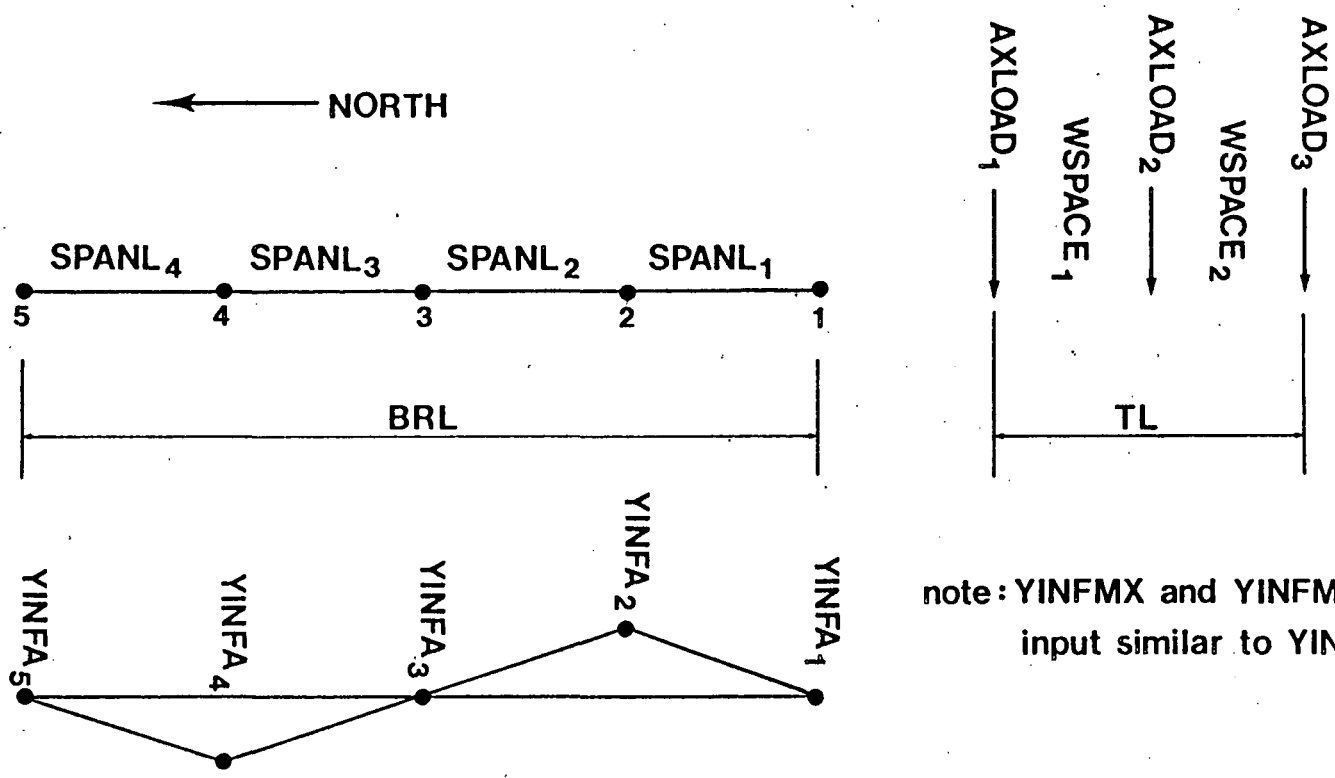 NORTH
AXLOAD1
WSPACE1
AXLOAD2
WSPACE2
AXLOAD3
SPANL4 SPANL3 SPANL2 SPANL1
5 4 3 2 1
BRL
TL
YINFA5
YINFA4
YINFA3
YINFA2
YINFA1
note: YINFMX and YINFM
input similar to YIN